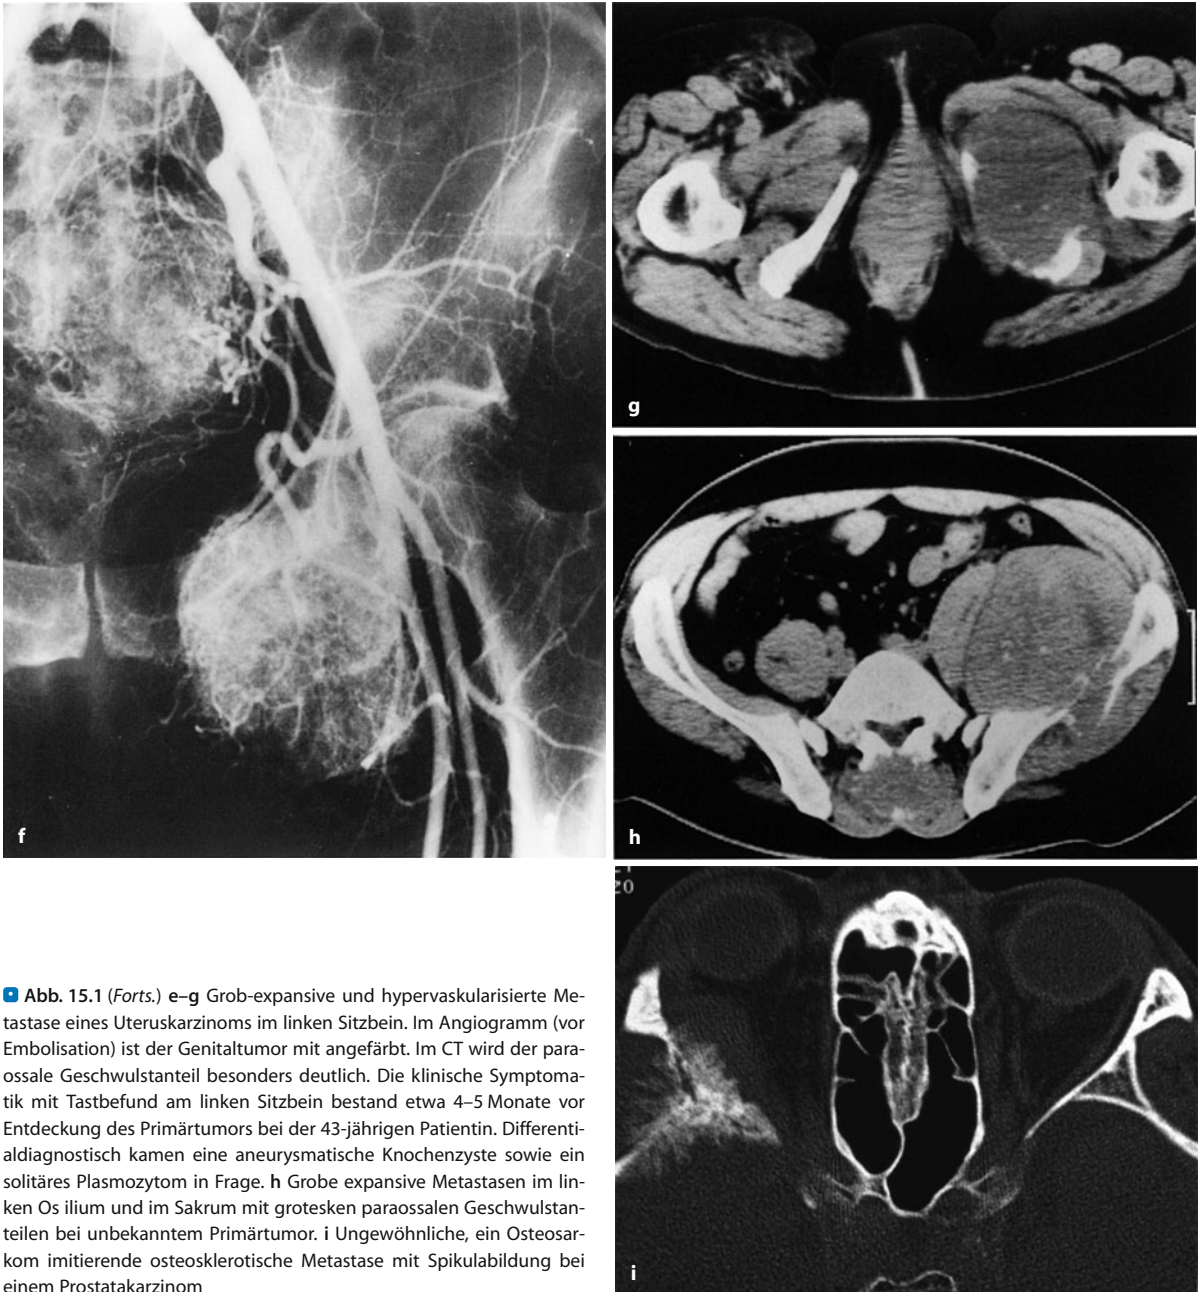 f
g
h
20
i
Abb. 15.1 (Forts.) e–g Grob-expansive und hypervaskularisierte Me-
tastase eines Uteruskarzinoms im linken Sitzbein. Im Angiogramm (vor
Embolisation) ist der Genitaltumor mit angefärbt. Im CT wird der para-
ossale Geschwulstanteil besonders deutlich. Die klinische Symptoma-
tik mit Tastbefund am linken Sitzbein bestand etwa 4–5 Monate vor
Entdeckung des Primärtumors bei der 43-jährigen Patientin. Differenti-
aldiagnostisch kamen eine aneurysmatische Knochenzyste sowie ein
solitäres Plasmozytom in Frage. h Grobe expansive Metastasen im lin-
ken Os ilium und im Sakrum mit grotesken paraossalen Geschwulstan-
teilen bei unbekanntem Primärtumor. i Ungewöhnliche, ein Osteosar-
kom imitierende osteosklerotische Metastase mit Spikulabildung bei
einem Prostatakarzinom